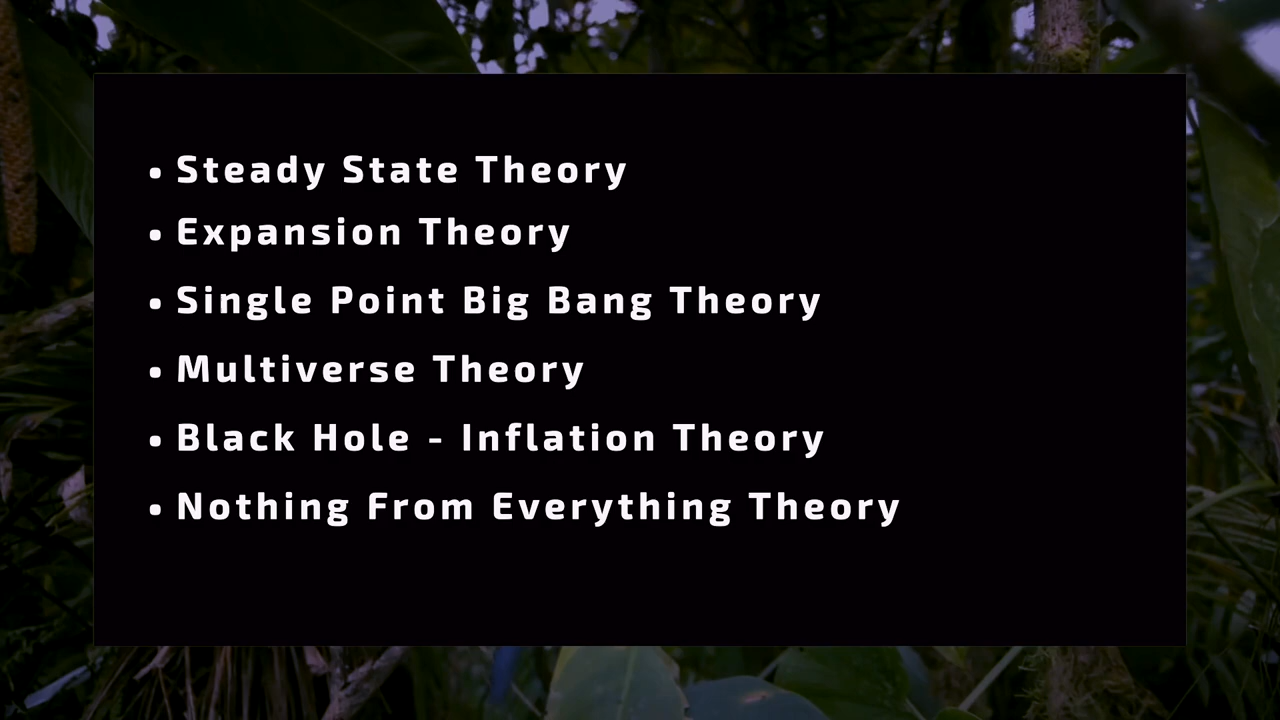 • Steady State Theory
• Expansion Theory
• Single Point Big Bang Theory
• Multiverse Theory
• Black Hole - Inflation Theory
• Nothing From Everything Theory